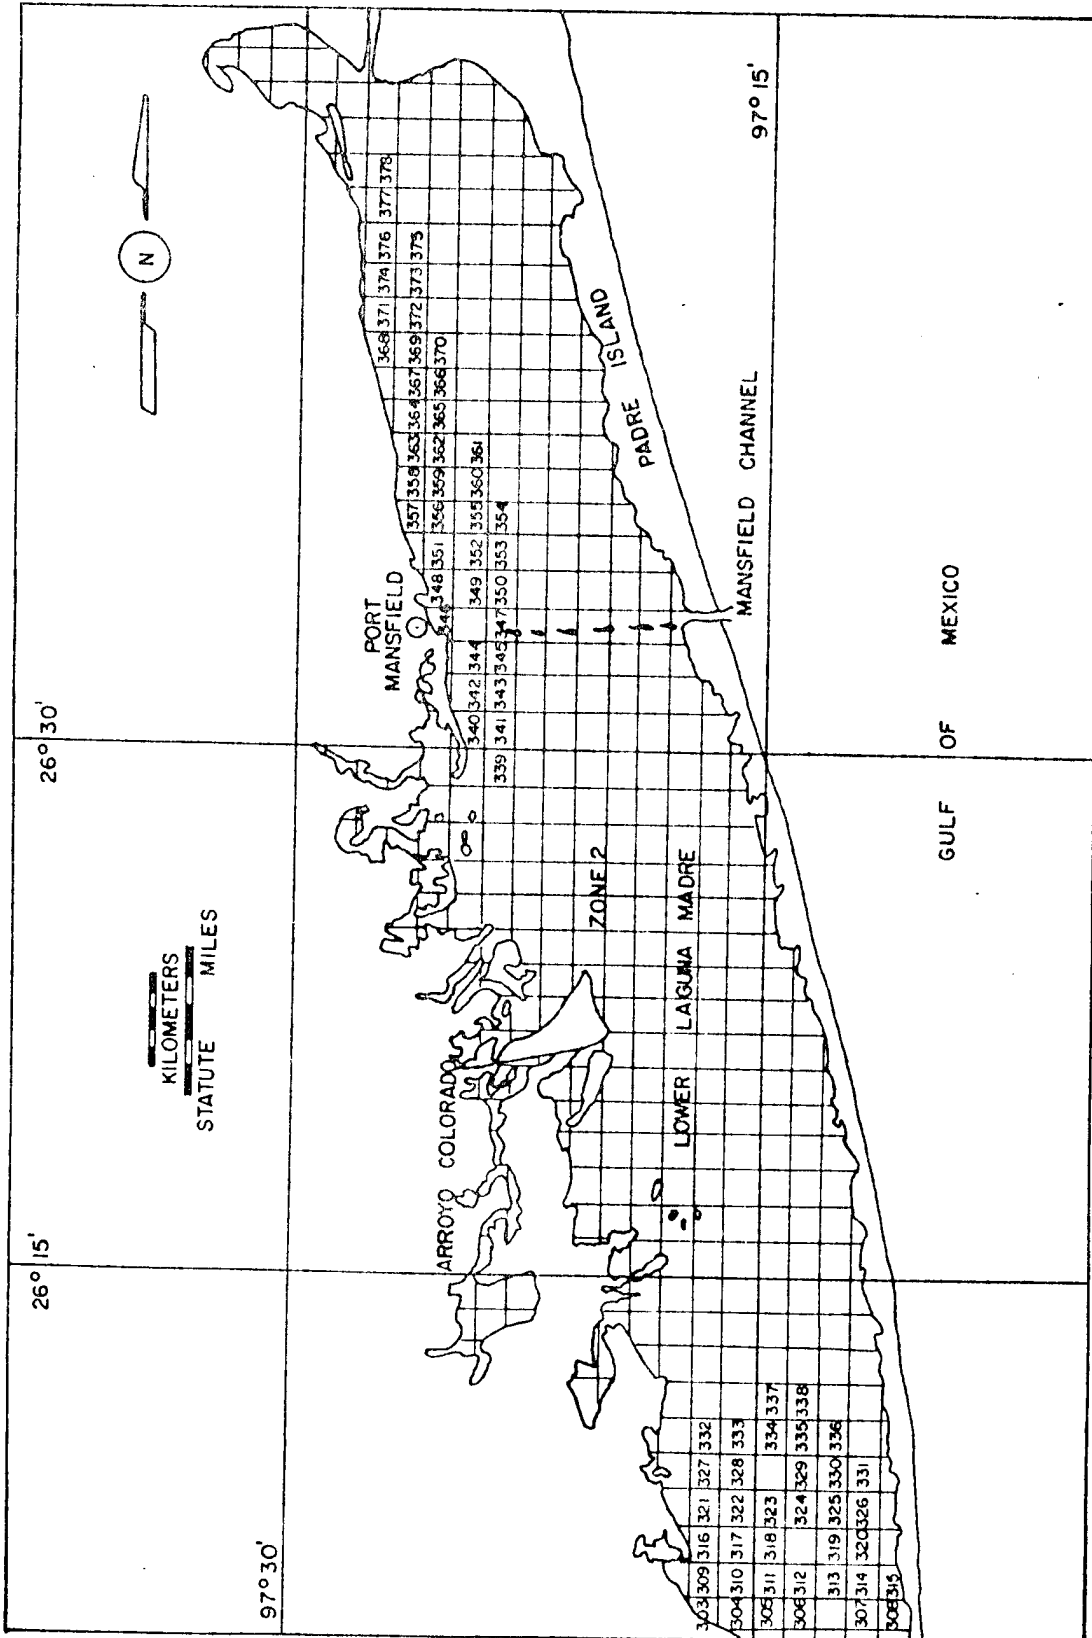 26° 15' 26° 30'
N
KILOMETERS
STATUTE MILES
97° 30'
PORT
MANSFIELD
368 371 374 376 377 378
357 358 363 364 367 369 372 373 375
ARROYO COLORADO
346 348 351 356 359 362 365 366 370
340 342 344 349 352 355 360 361
339 341 343 345 347 350 353 354
ZONE 2
PADRE ISLAND
LOWER LAGUNA MADRE
303 309 316 321 327 332
304 310 317 322 328 333
MANSFIELD CHANNEL
97° 15'
305 311 318 323 334 337
306 312 324 329 335 338
313 319 325 330 336
307 314 320 326 331
308 315
GULF OF MEXICO